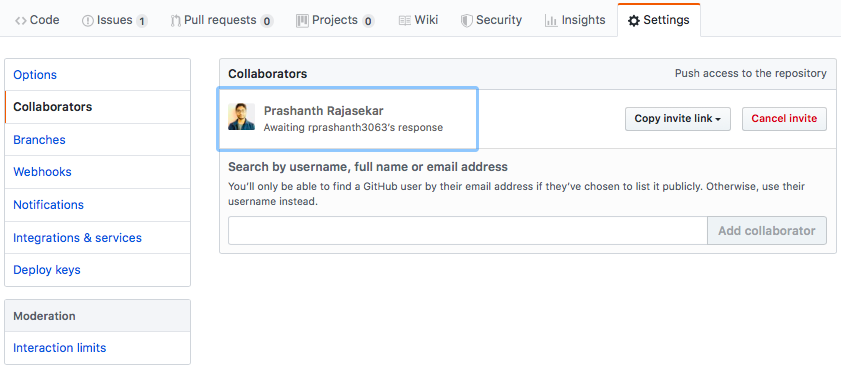 Code Issues 1 Pull requests 0 Projects 0 Wiki Security Insights Settings
Options
Collaborators
Branches
Webhooks
Notifications
Integrations & services
Deploy keys
Moderation
Interaction limits
Collaborators Push access to the repository
Prashanth Rajasekar
Awaiting rprashanth3063's response
Copy invite link Cancel invite
Search by username, full name or email address
You'll only be able to find a GitHub user by their email address if they've chosen to list it publicly. Otherwise, use their
username instead.
Add collaborator